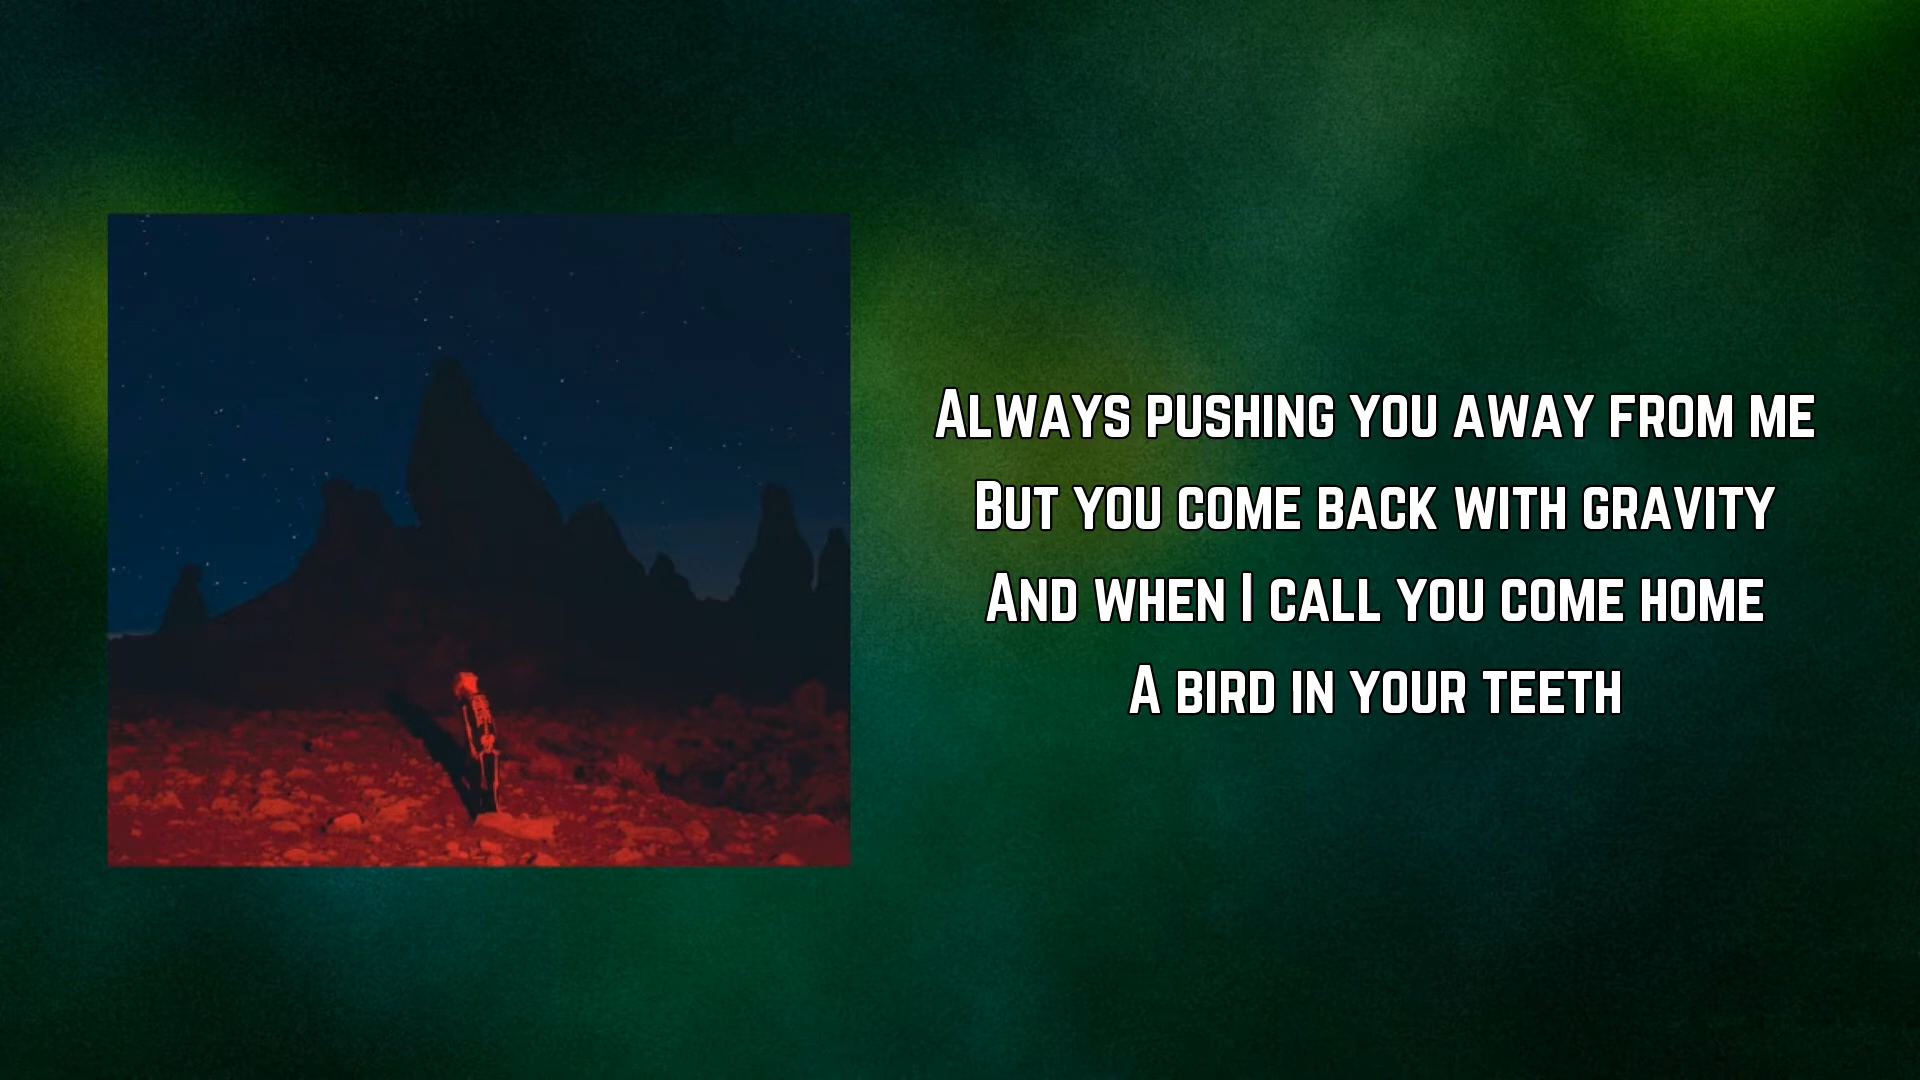 Always pushing you away from me
But you come back with gravity
And when I call you come home
A bird in your teeth